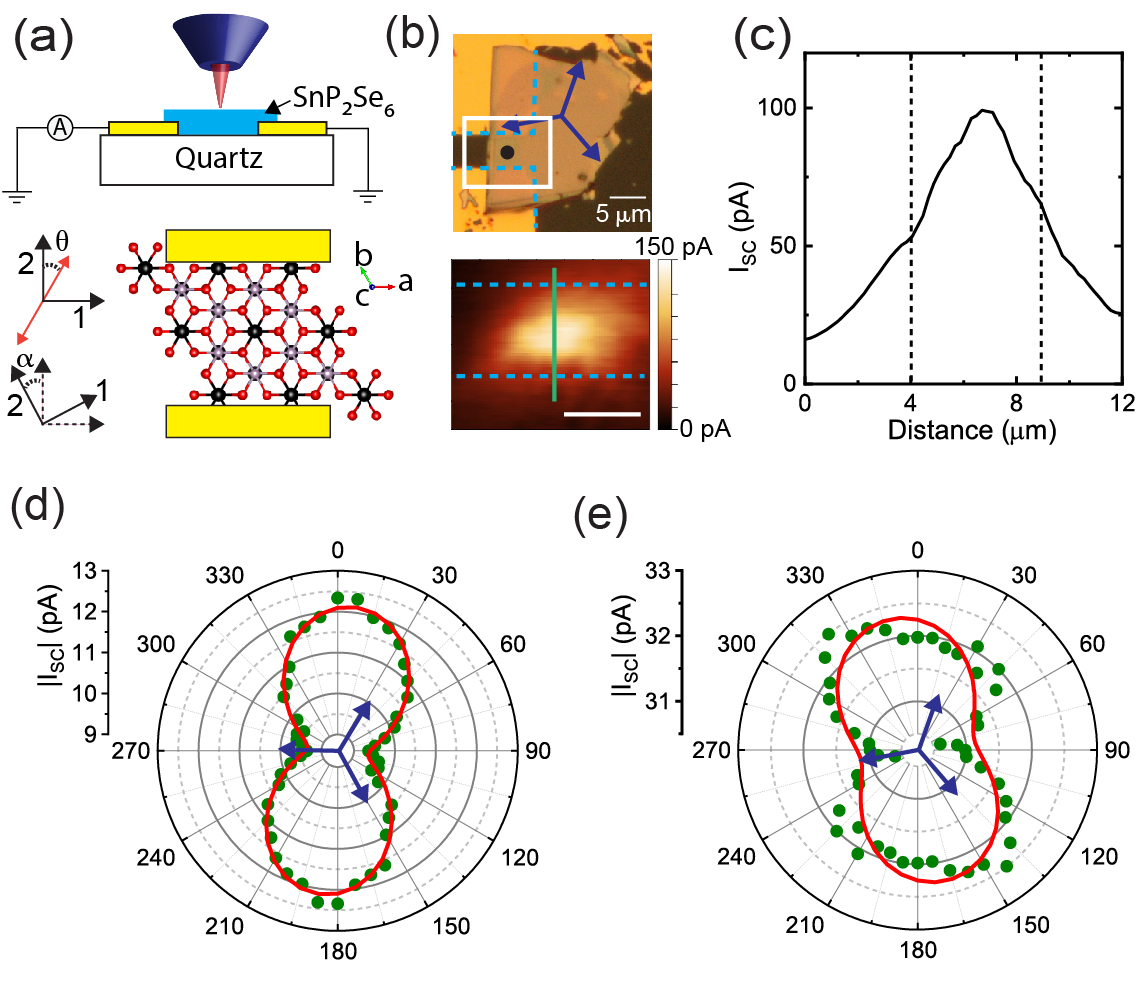 (a)
SnP2Se6
A
Quartz
θ
2
1
α
2
1
b
c
a
(b)
5 μm
150 pA
0 pA
(c)
ISC (pA)
100
50
0
0
4
8
12
Distance (μm)
(d)
|ISC| (pA)
13
12
11
10
9
0
30
60
90
120
150
180
210
240
270
300
330
(e)
|ISC| (pA)
33
32
31
0
30
60
90
120
150
180
210
240
270
300
330